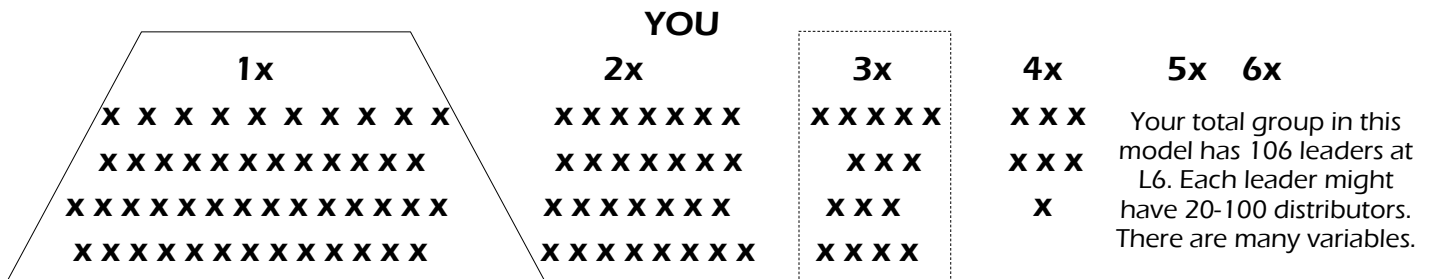 YOU
1x 2x 3x 4x 5x 6x
x x x x x x x x x x x x x x x x x x x x x x x x x
x x x x x x x x x x x x x x x x x x x x x x x x x
x x x x x x x x x x x x x x x x x x x x x x x x x
x x x x x x x x x x x x x x x x x x x x x x x x x
Your total group in this
model has 106 leaders at
L6. Each leader might
have 20-100 distributors.
There are many variables.